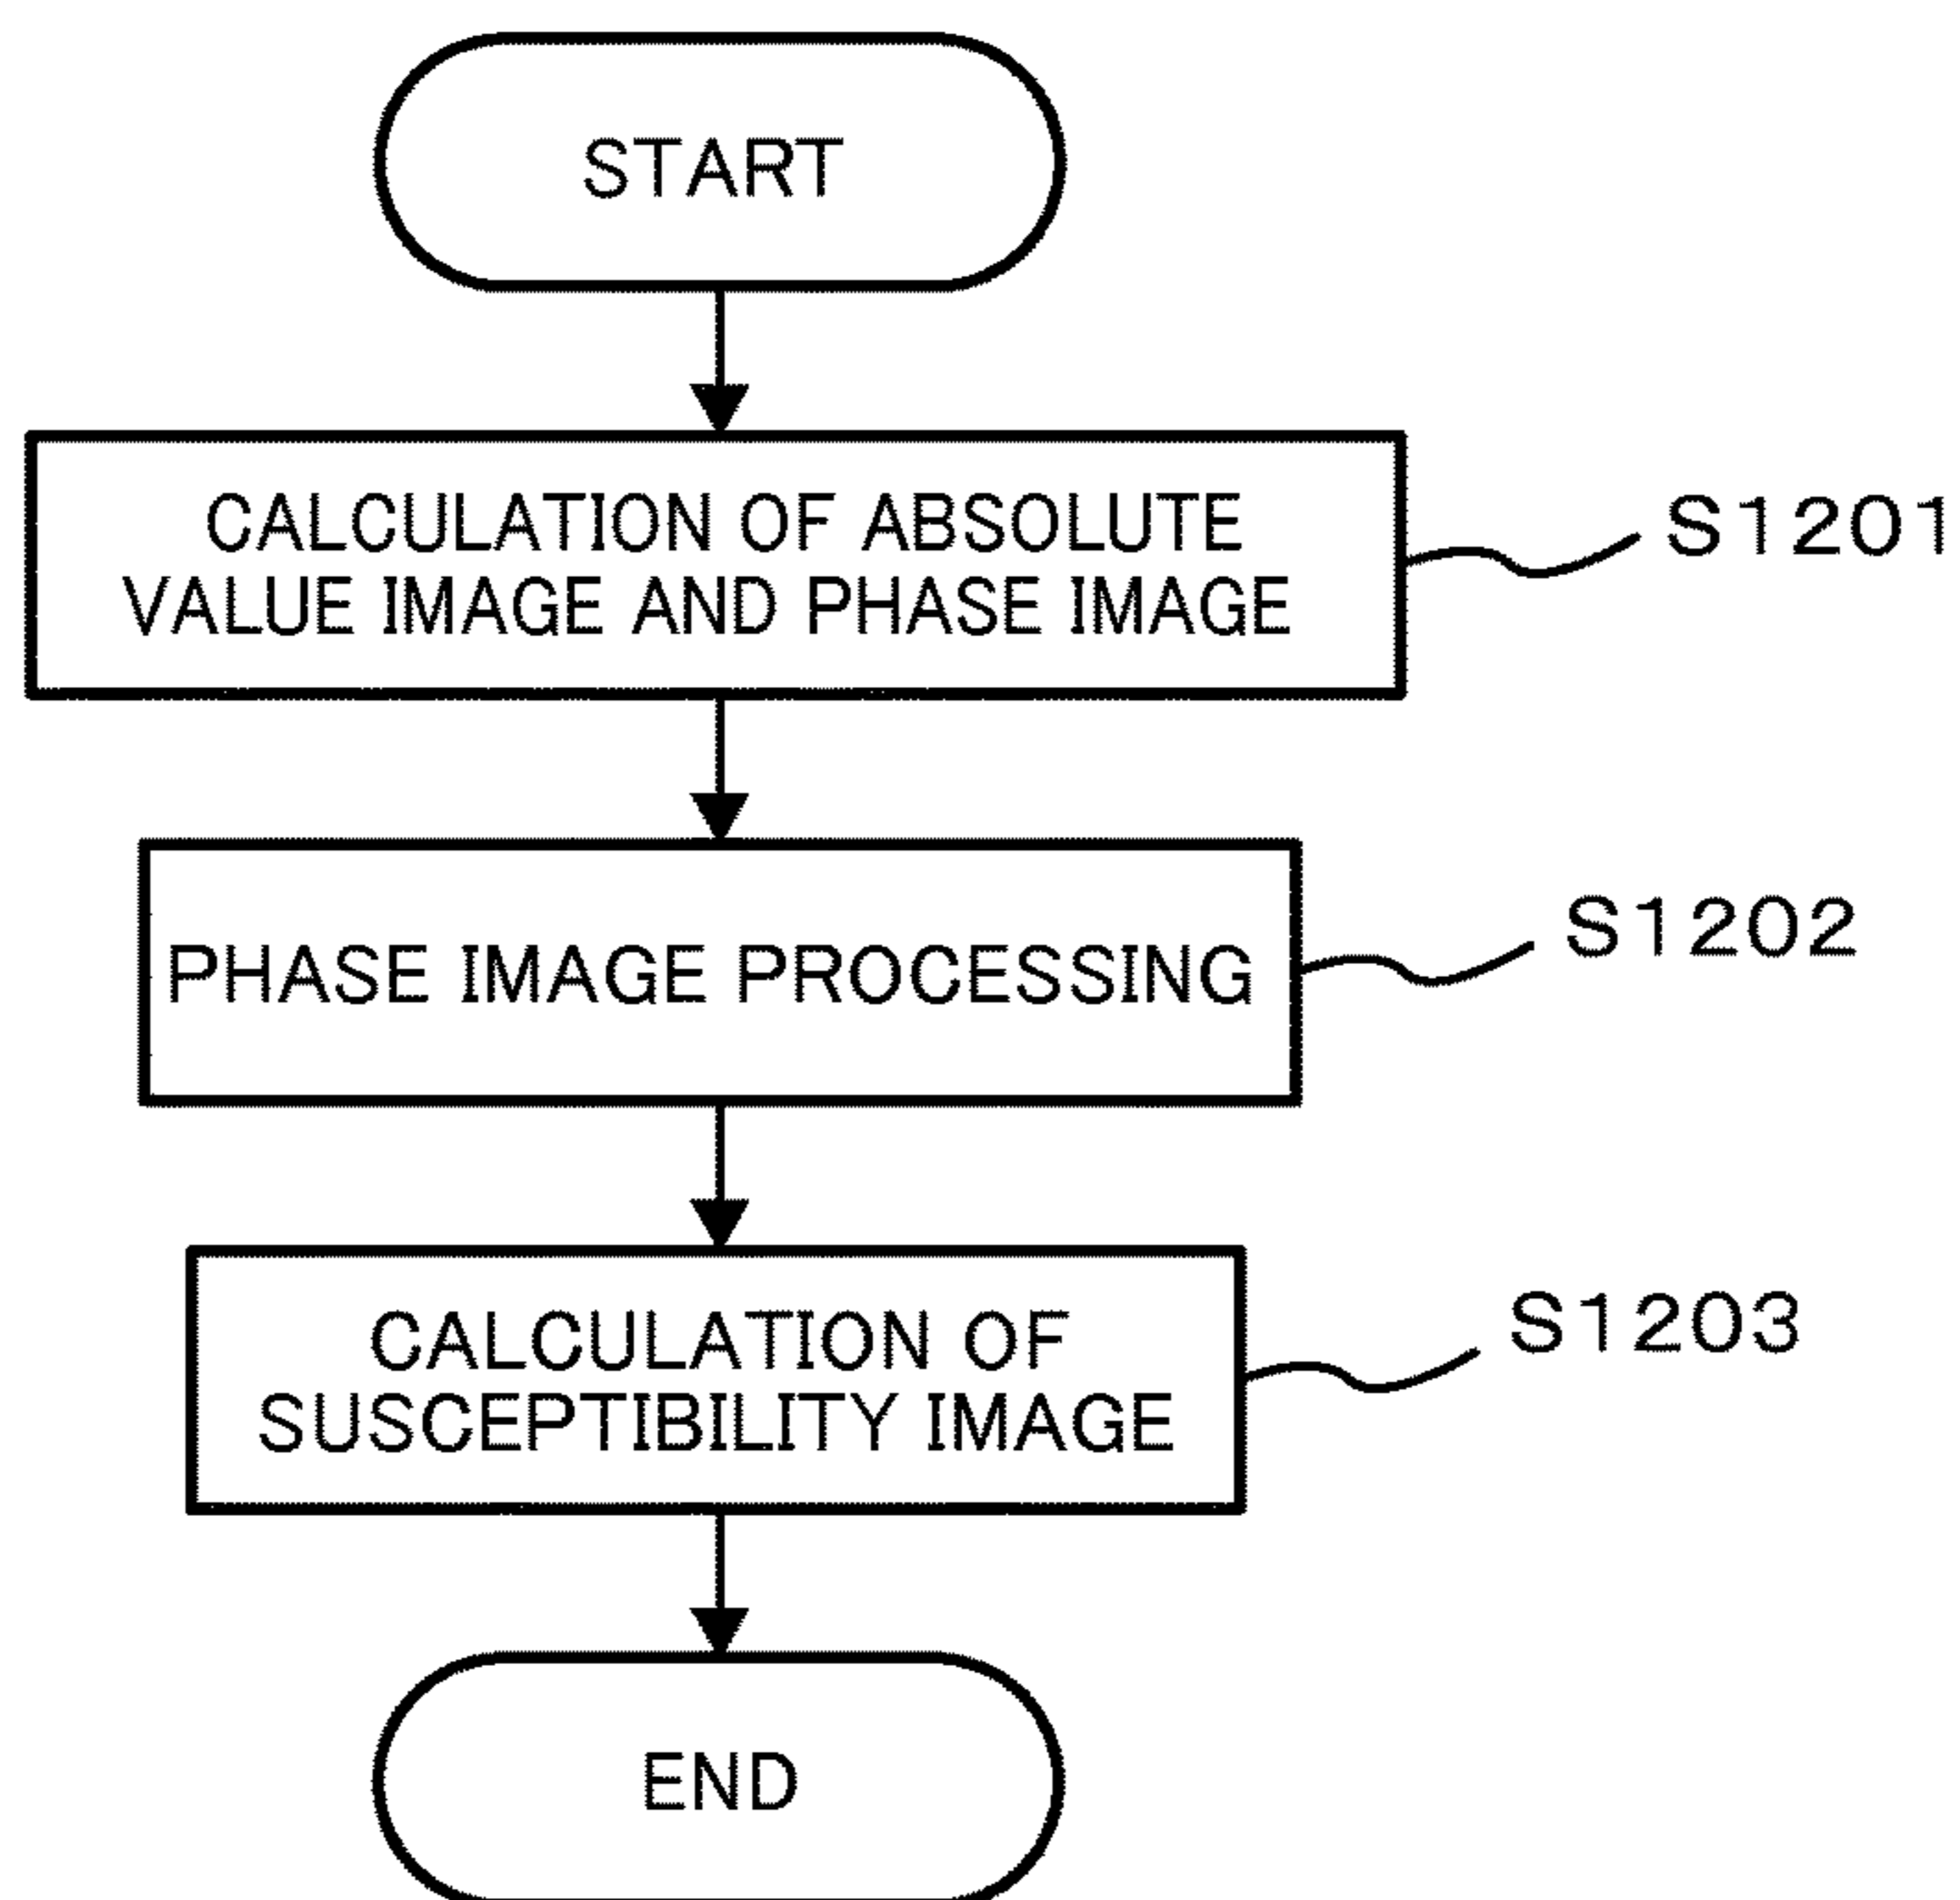 START
CALCULATION OF ABSOLUTE
VALUE IMAGE AND PHASE IMAGE
S1201
PHASE IMAGE PROCESSING
S1202
CALCULATION OF
SUSCEPTIBILITY IMAGE
S1203
END